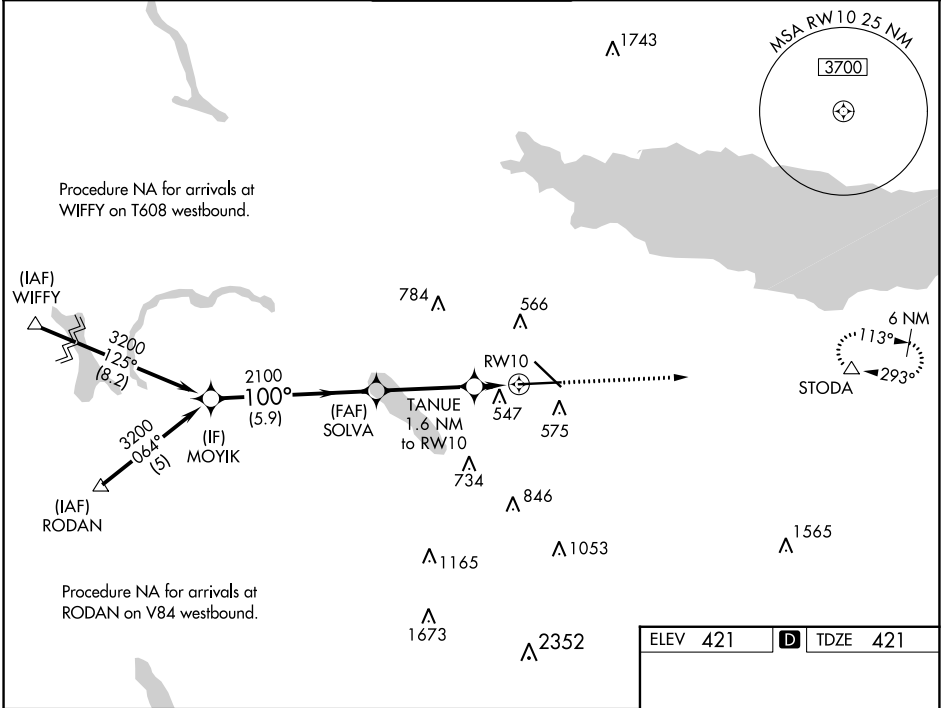 1743
MSA RW10 25 NM
3700
Procedure NA for arrivals at
WIFFY on T608 westbound.
(IAF)
WIFFY
3200
125°
(8.2)
784
566
6 NM
113°
293°
STODA
RW10
2100
100°
(5.9)
(FAF)
SOLVA
TANUE
1.6 NM
to RW10
547
575
3200
064°
(5)
(IF)
MOYIK
(IAF)
RODAN
734
846
1165
1053
1565
Procedure NA for arrivals at
RODAN on V84 westbound.
1673
2352
ELEV 421 D TDZE 421